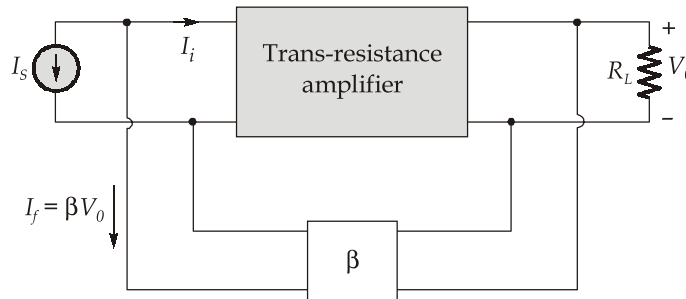 I_s
I_i
Trans-resistance
amplifier
R_L
+
V_0
−
I_f = βV_0
β